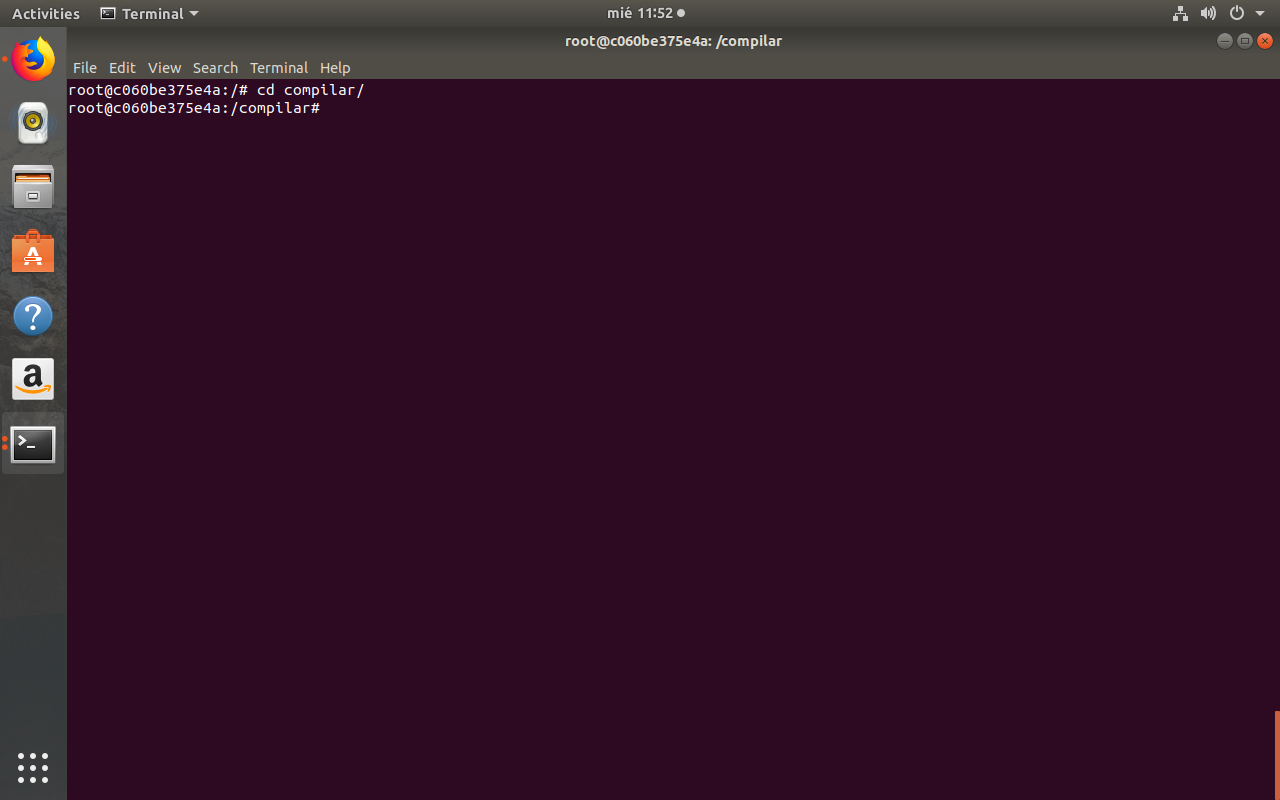 Activities Terminal mié 11:52
root@c060be375e4a: /compilar
File Edit View Search Terminal Help
root@c060be375e4a:/# cd compilar/
root@c060be375e4a:/compilar#